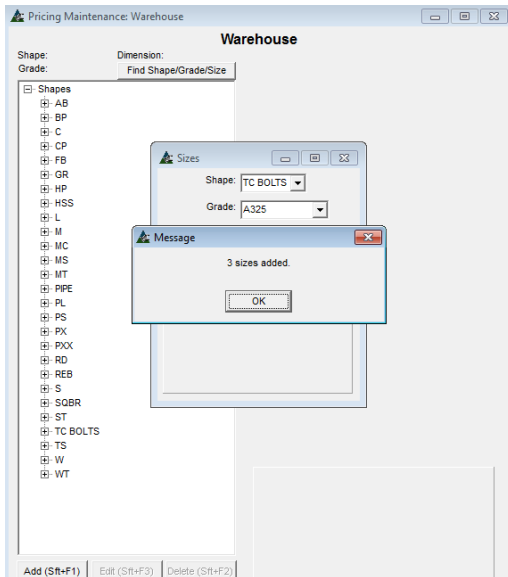 Pricing Maintenance: Warehouse
Warehouse
Shape: Dimension:
Grade: Find Shape/Grade/Size
Shapes
AB
BP
C
CP
FB
GR
HP
HSS
L
M
MC
MS
MT
PIPE
PL
PS
PX
PXX
RD
REB
S
SQBR
ST
TC BOLTS
TS
W
WT
Sizes
Shape: TC BOLTS
Grade: A325
Message
3 sizes added.
OK
Add (Sft+F1) Edit (Sft+F3) Delete (Sft+F2)